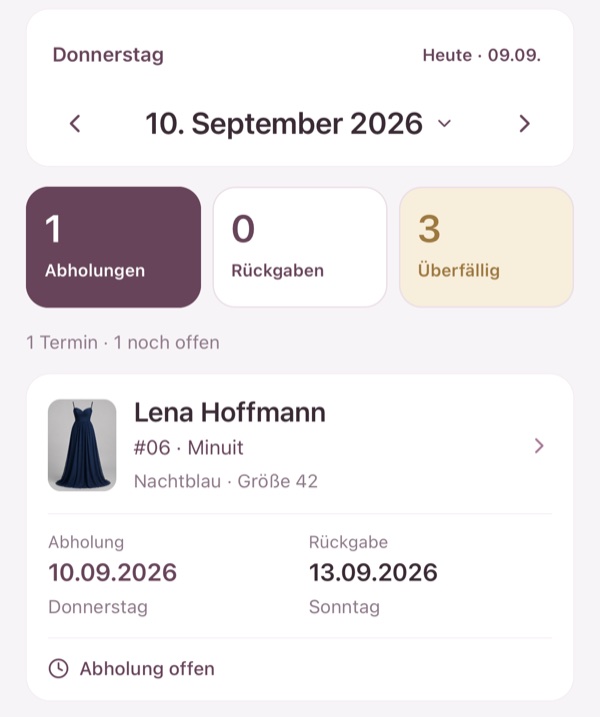 Donnerstag
Heute · 09.09.
10. September 2026
1
Abholungen
0
Rückgaben
3
Überfällig
1 Termin · 1 noch offen
Lena Hoffmann
#06 · Minuit
Nachtblau · Größe 42
Abholung
10.09.2026
Donnerstag
Rückgabe
13.09.2026
Sonntag
Abholung offen